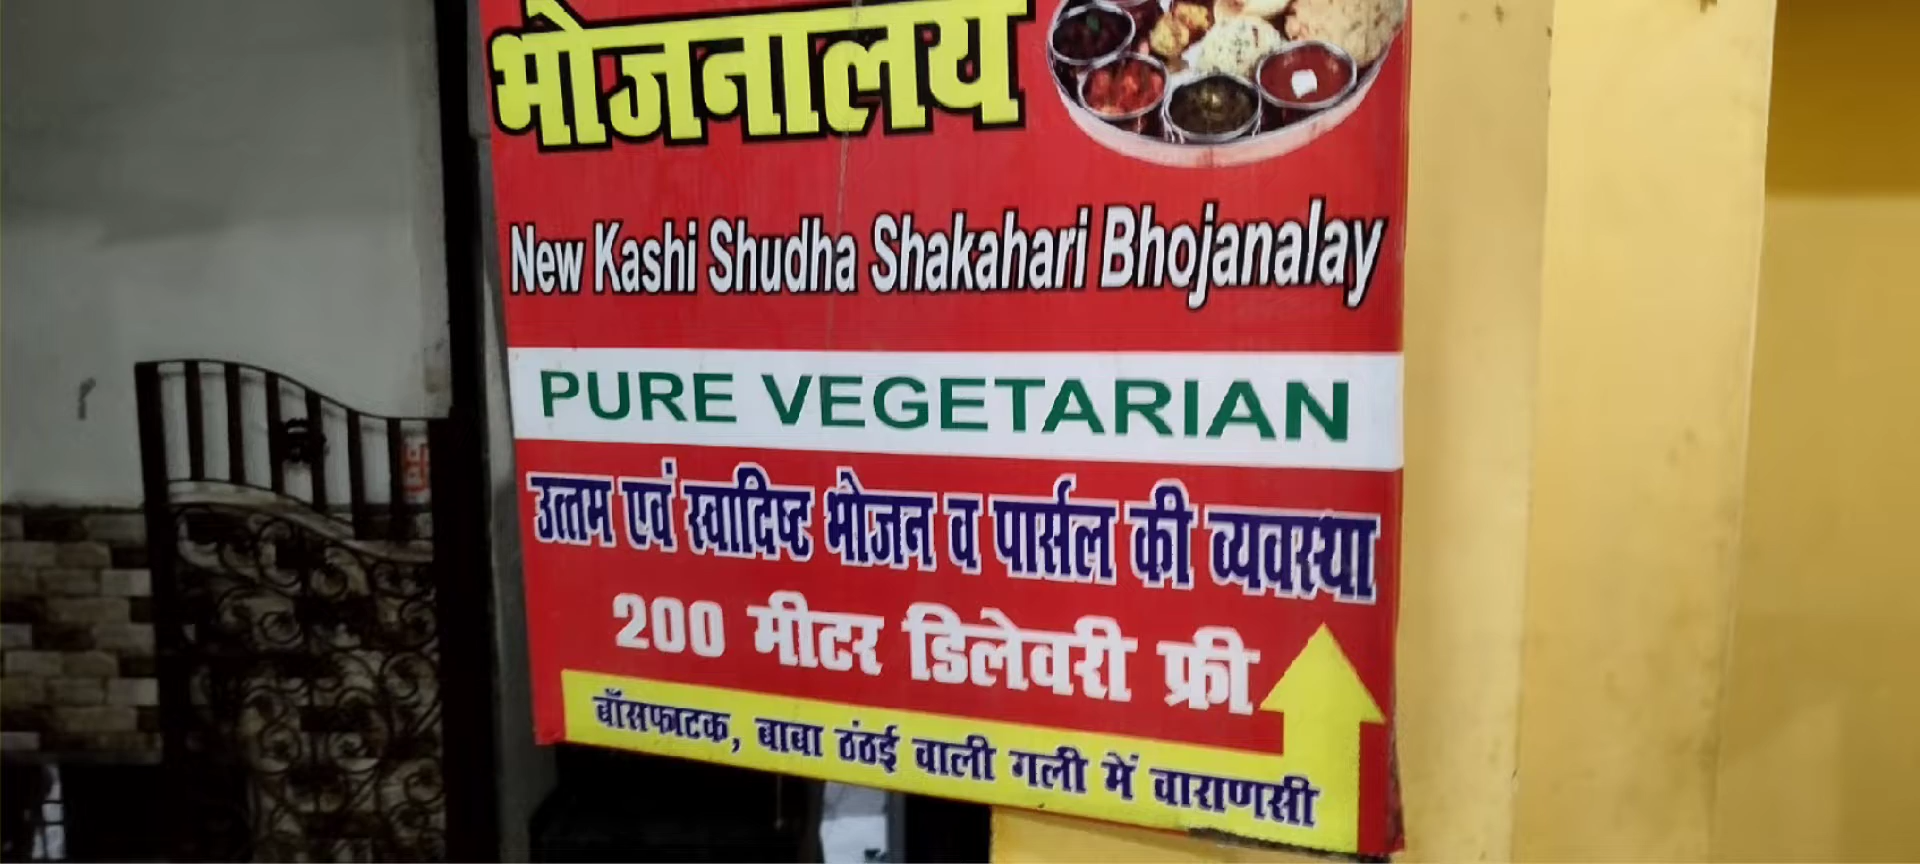 भोजनालय
New Kashi Shudha Shakahari Bhojanalay
PURE VEGETARIAN
उत्तम एवं स्वादिष्ट भोजन व पार्सल की व्यवस्था
200 मीटर डिलेवरी फ्री
बाँसफाटक, बाबा ठंठई वाली गली में वाराणसी